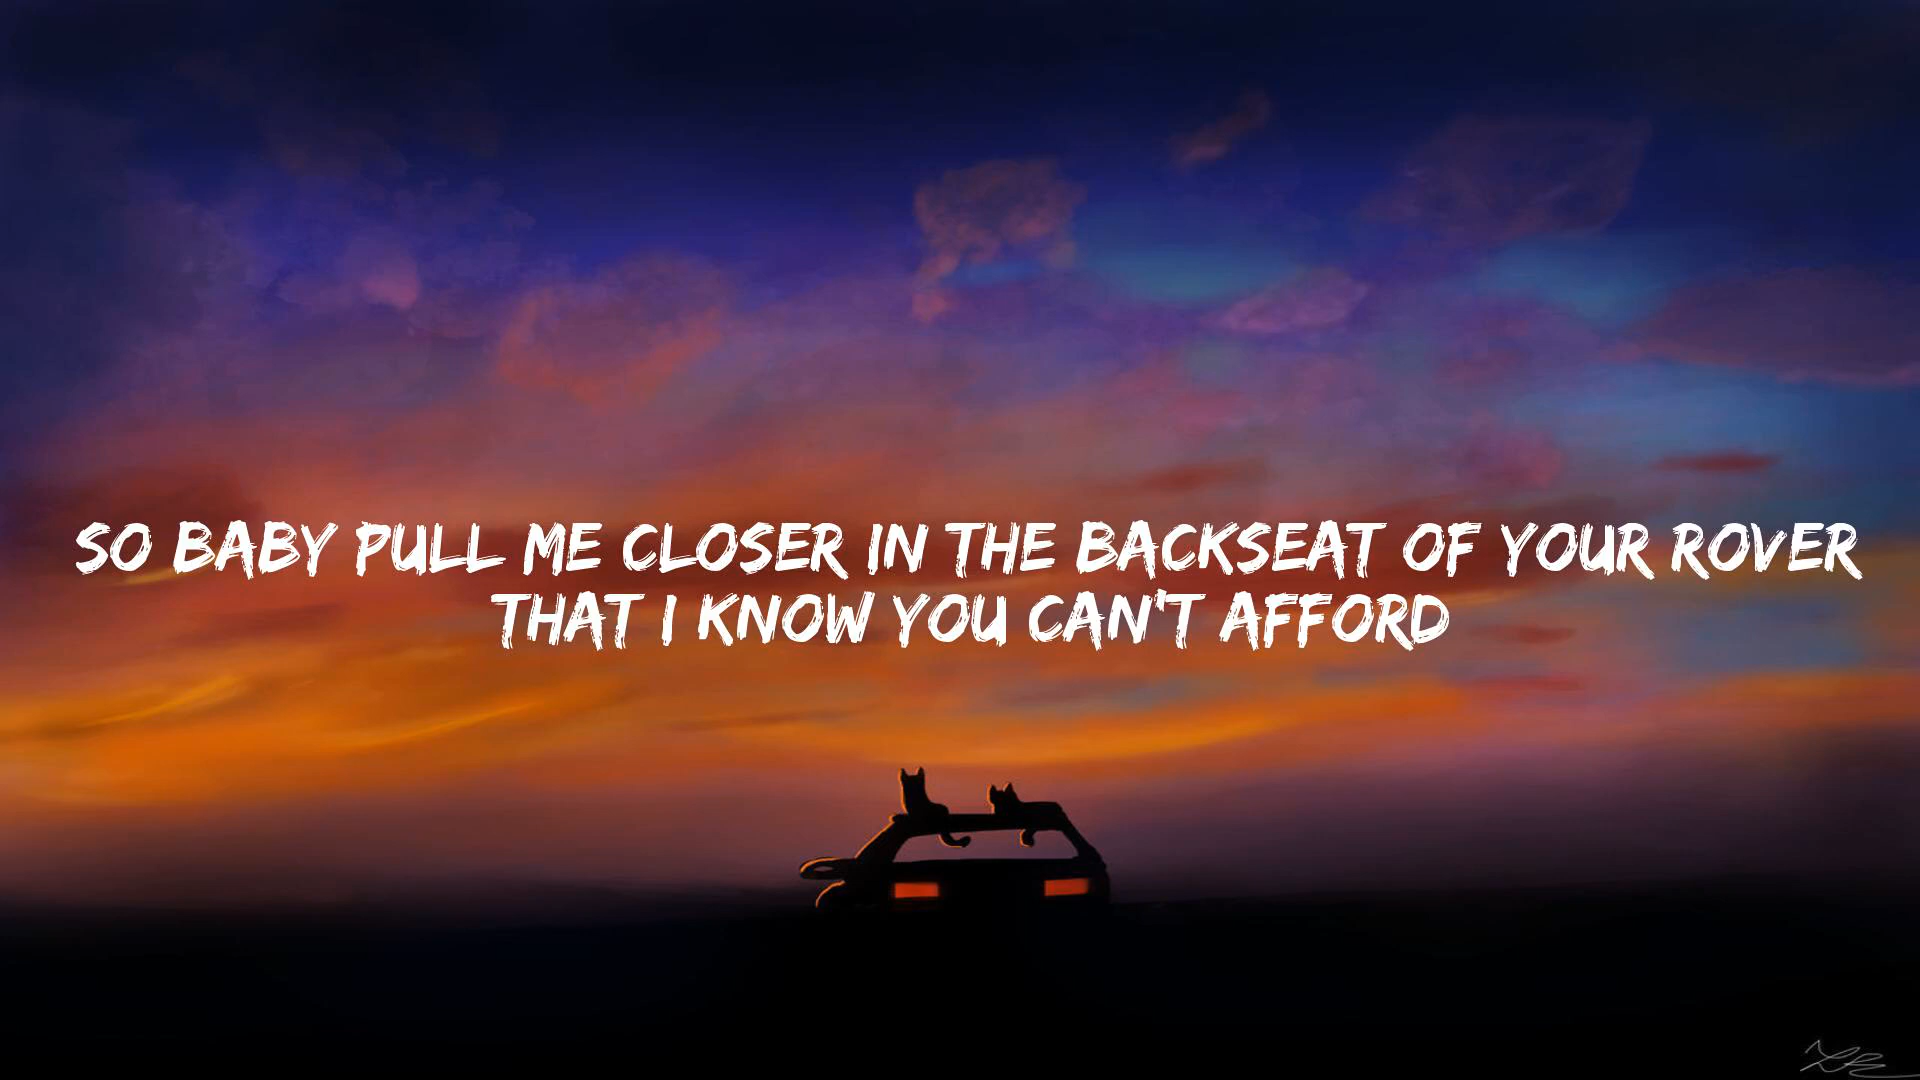 SO BABY PULL ME CLOSER IN THE BACKSEAT OF YOUR ROVER
THAT I KNOW YOU CAN'T AFFORD